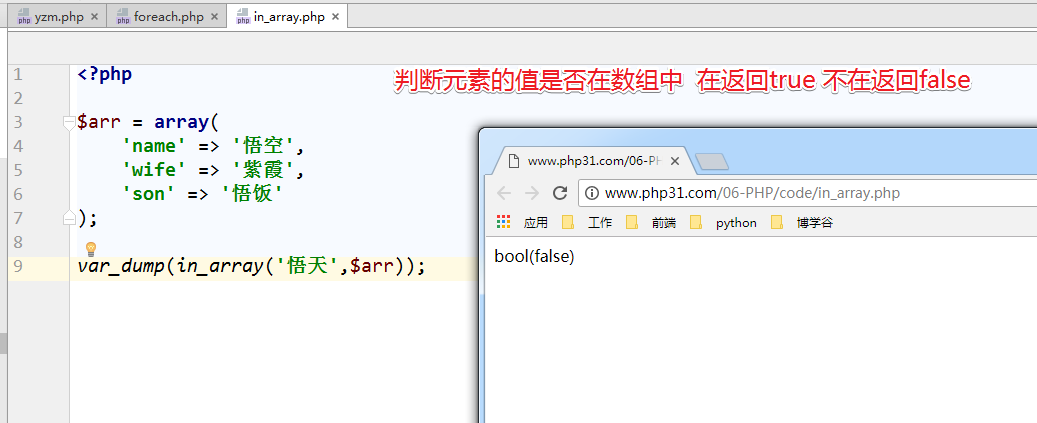 yzm.php foreach.php in_array.php
1 <?php
判断元素的值是否在数组中 在返回true 不在返回false
2
3 $arr = array(
4 'name' => '悟空',
5 'wife' => '紫霞',
6 'son' => '悟饭'
7 );
8
9 var_dump(in_array('悟天',$arr));
www.php31.com/06-PH
www.php31.com/06-PHP/code/in_array.php
应用 工作 前端 python 博学谷
bool(false)